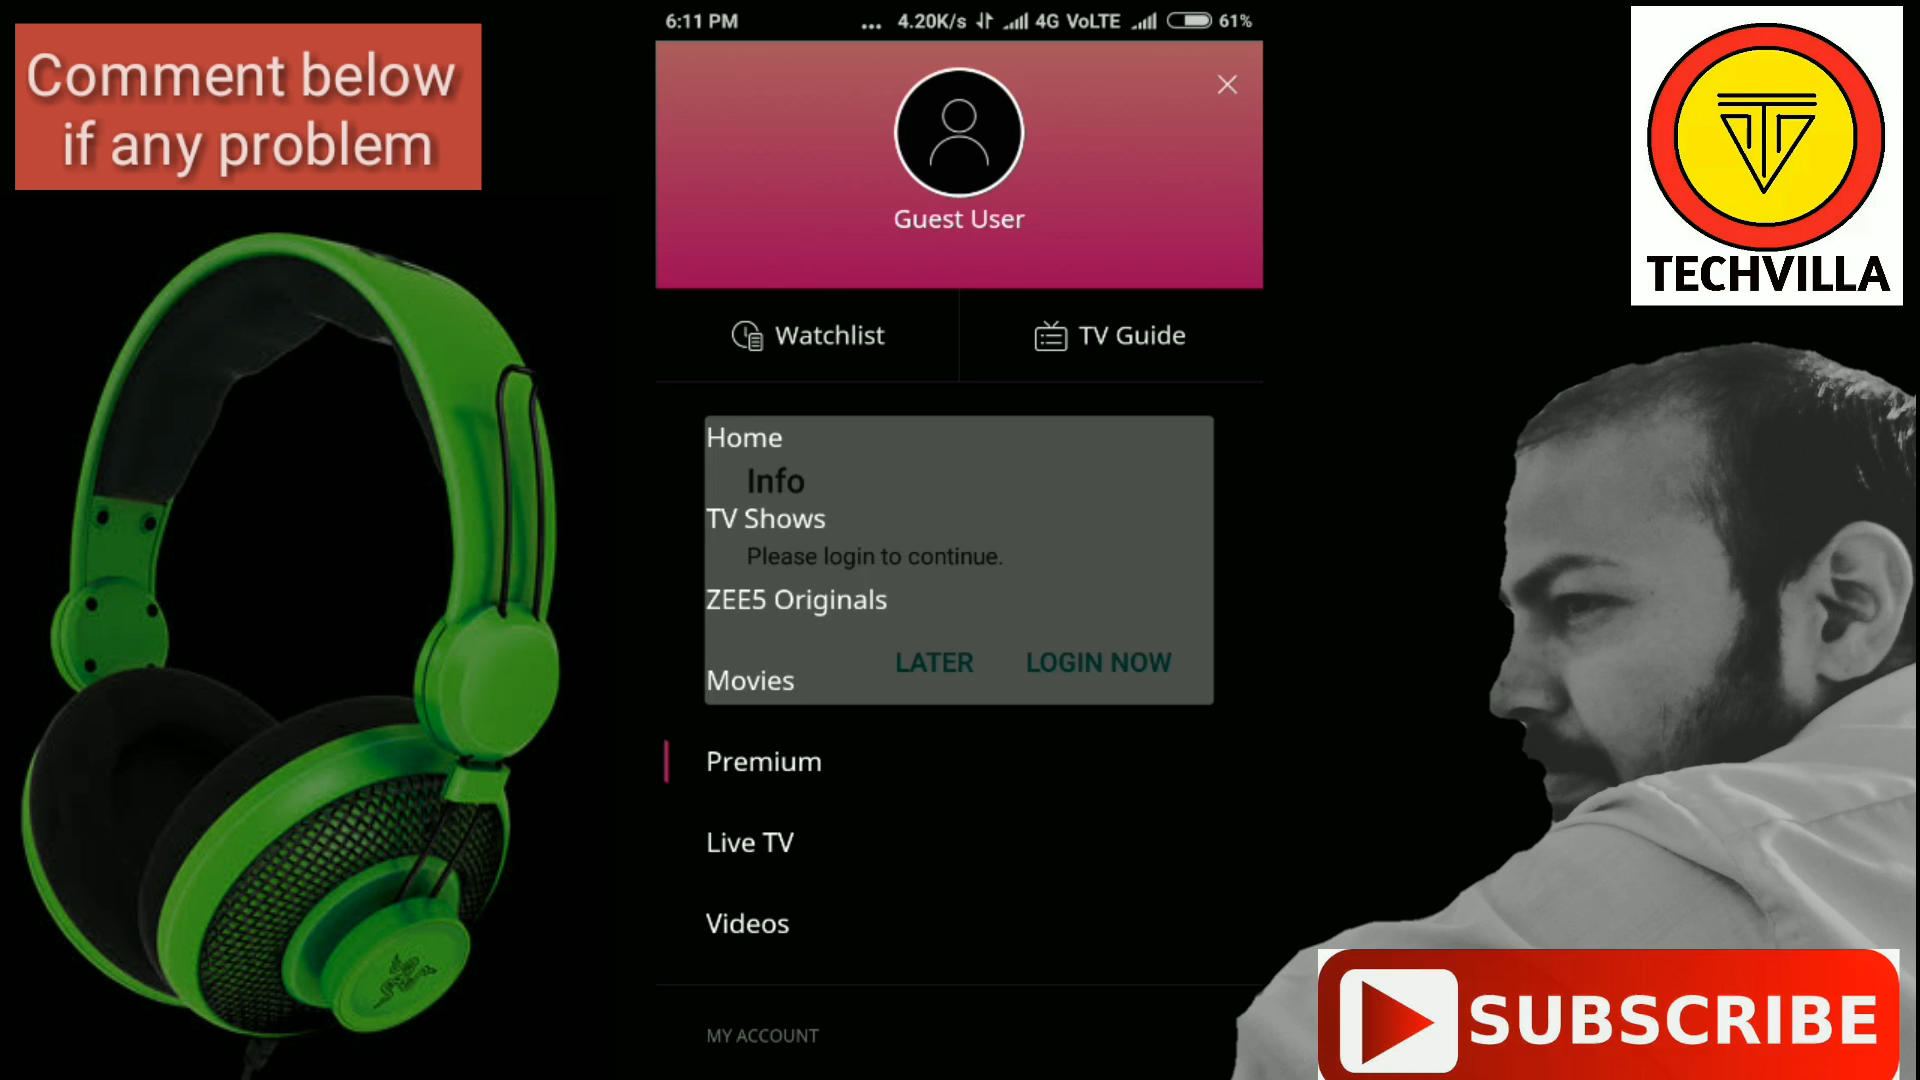 Comment below
if any problem
6:11 PM
... 4.20K/s 4G VoLTE 61%
Guest User
Watchlist
TV Guide
Home
Info
TV Shows
Please login to continue.
ZEE5 Originals
LATER LOGIN NOW
Movies
Premium
Live TV
Videos
MY ACCOUNT
TECHVILLA
SUBSCRIBE